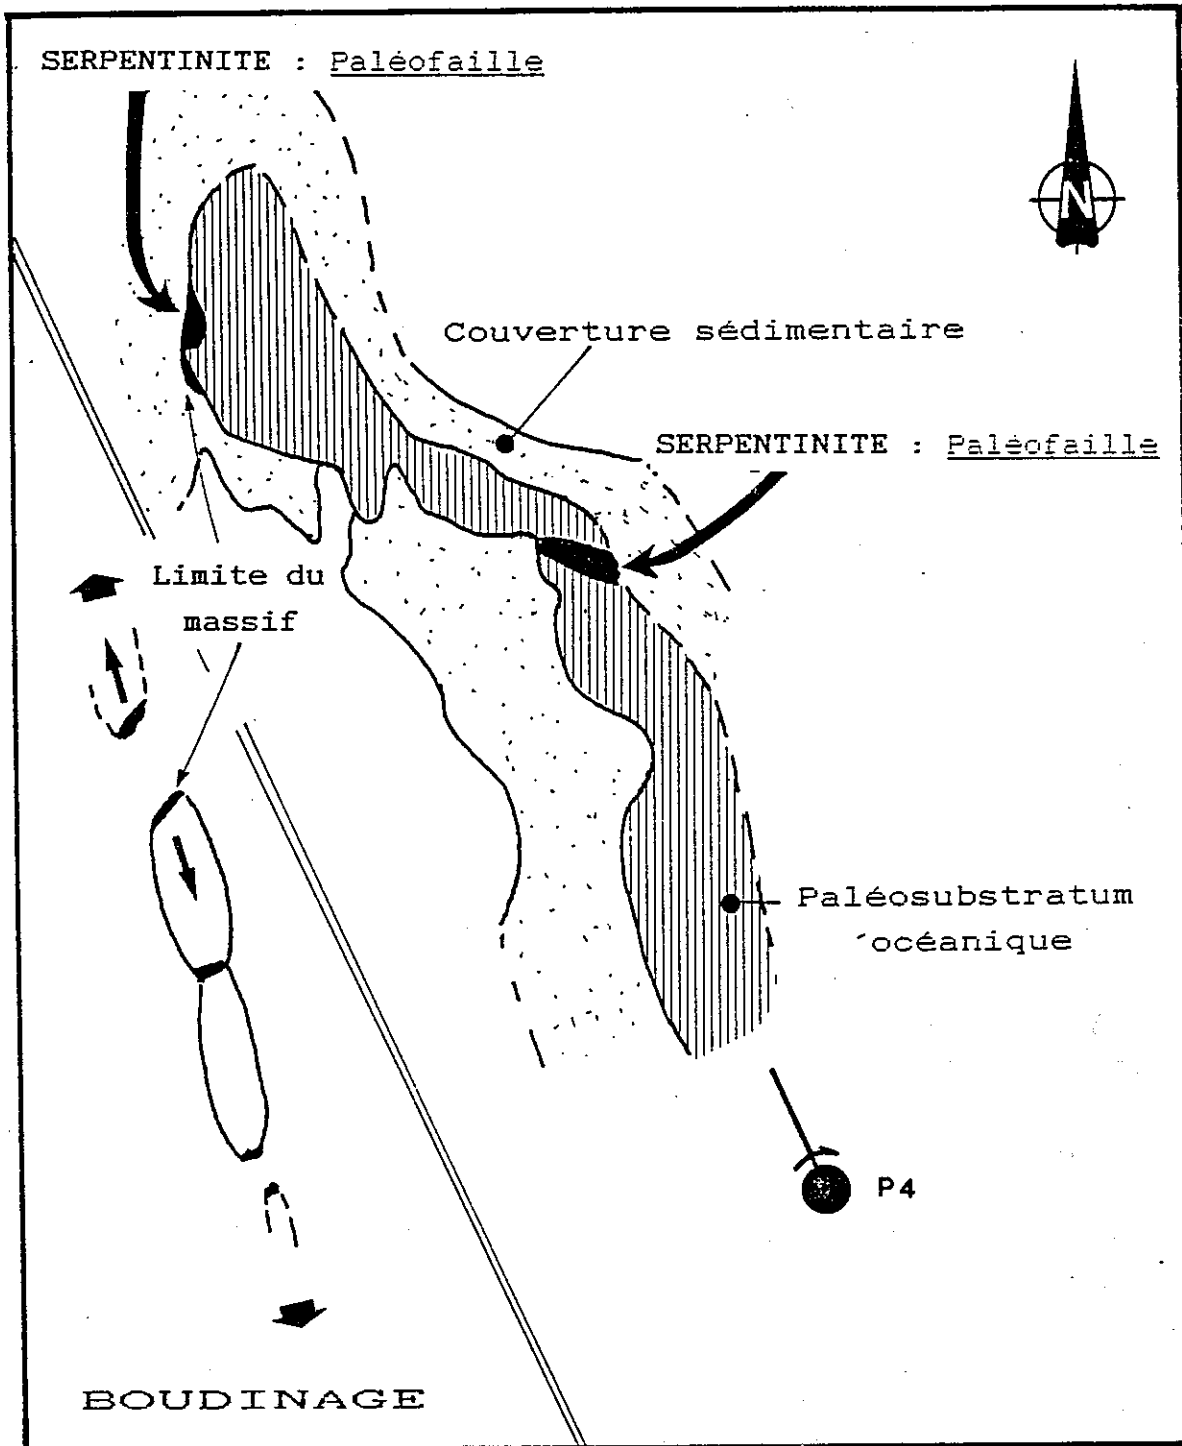 SERPENTINITE : Paléofaille
N
Couverture sédimentaire
SERPENTINITE : Paléofaille
Limite du
massif
Paléosubstratum
océanique
P4
BOUDINAGE